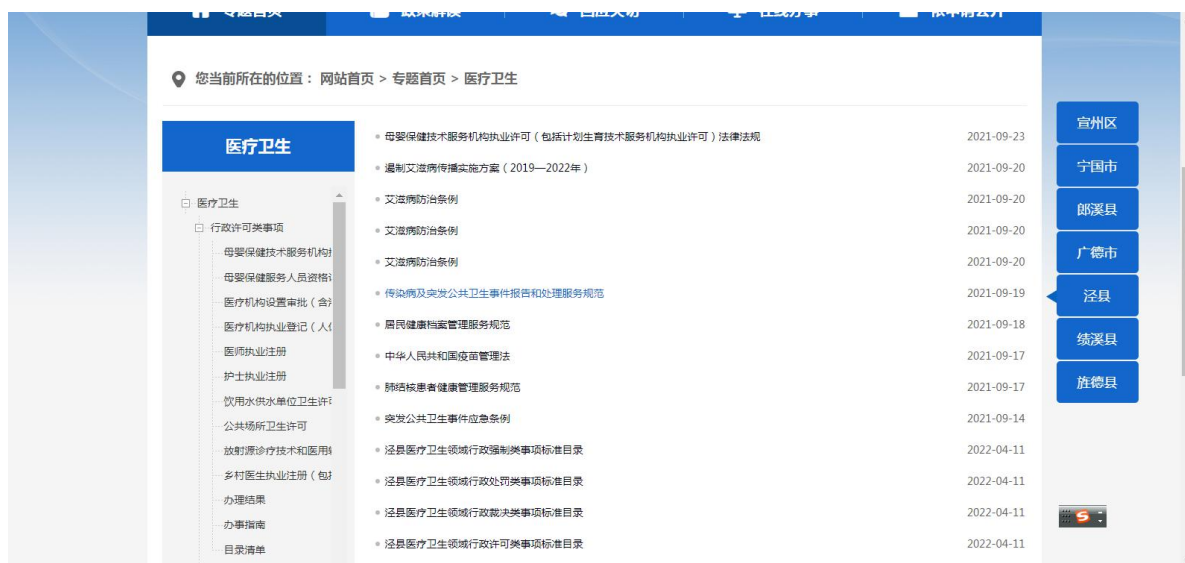 专题首页
政策解读
回应关切
在线办事
依申请公开
您当前所在的位置： 网站首页 > 专题首页 > 医疗卫生
医疗卫生
医疗卫生
行政许可类事项
母婴保健技术服务机构
母婴保健服务人员资格
医疗机构设置审批（含
医疗机构执业登记（人
医师执业注册
护士执业注册
饮用水供水单位卫生许
公共场所卫生许可
放射源诊疗技术和医用
乡村医生执业注册（包
办理结果
办事指南
目录清单
母婴保健技术服务机构执业许可（包括计划生育技术服务机构执业许可）法律法规 2021-09-23
遏制艾滋病传播实施方案（2019—2022年） 2021-09-20
艾滋病防治条例 2021-09-20
艾滋病防治条例 2021-09-20
艾滋病防治条例 2021-09-20
传染病及突发公共卫生事件报告和处理服务规范 2021-09-19
居民健康档案管理服务规范 2021-09-18
中华人民共和国疫苗管理法 2021-09-17
肺结核患者健康管理服务规范 2021-09-17
突发公共卫生事件应急条例 2021-09-14
泾县医疗卫生领域行政强制类事项标准目录 2022-04-11
泾县医疗卫生领域行政处罚类事项标准目录 2022-04-11
泾县医疗卫生领域行政裁决类事项标准目录 2022-04-11
泾县医疗卫生领域行政许可类事项标准目录 2022-04-11
宣州区
宁国市
郎溪县
广德市
泾县
绩溪县
旌德县
S